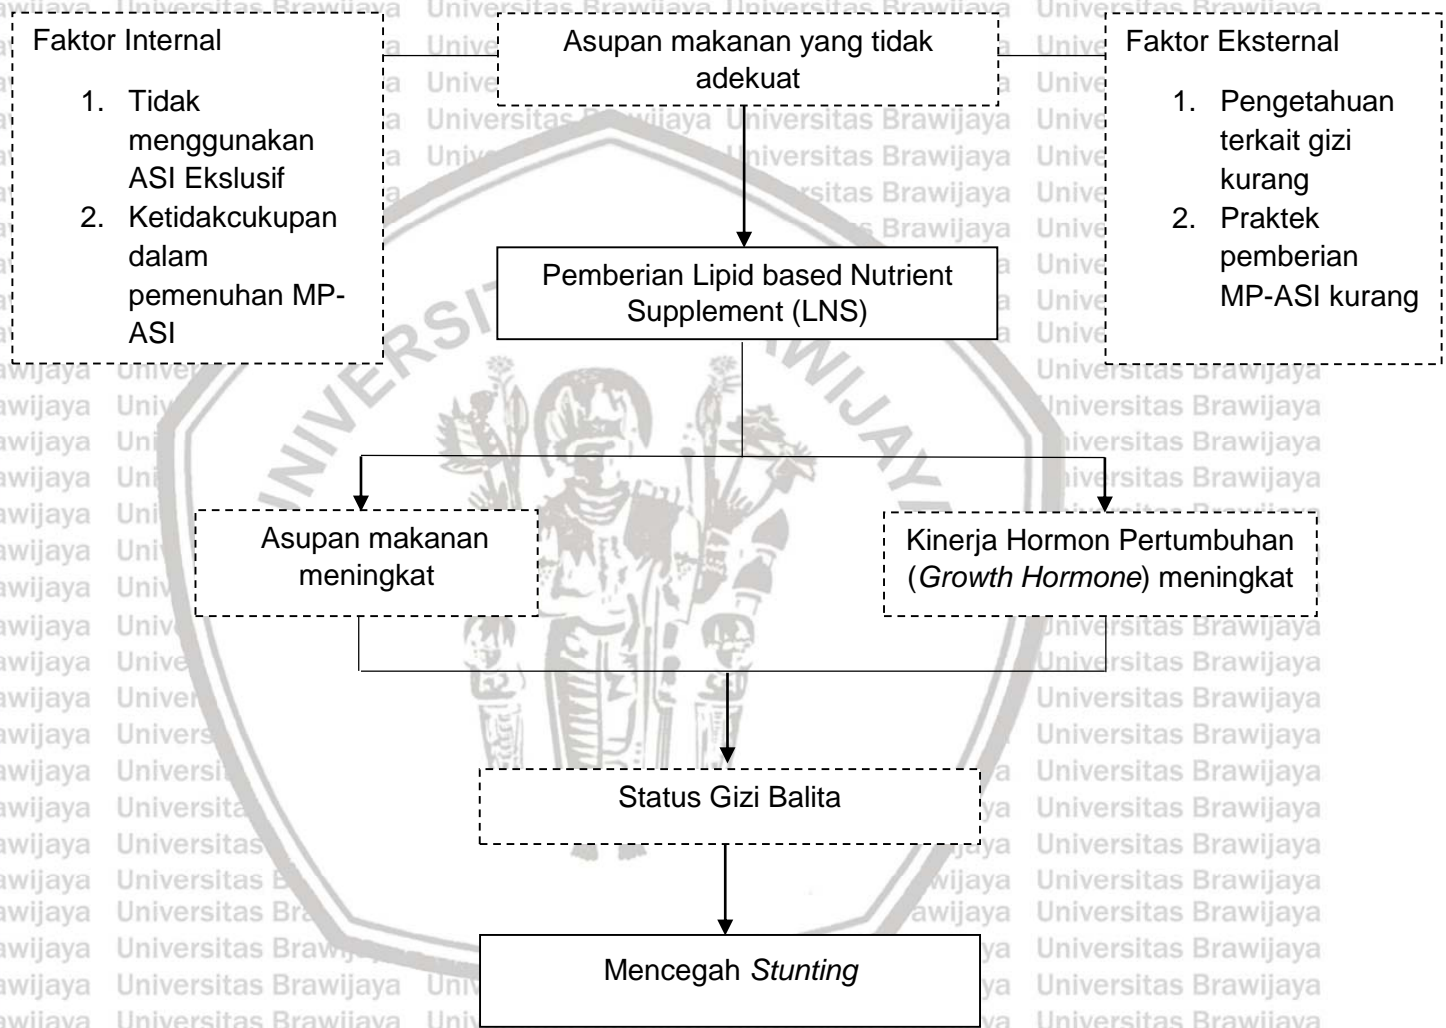 Faktor Internal
1. Tidak
menggunakan
ASI Ekslusif
2. Ketidakcukupan
dalam
pemenuhan MP-
ASI
Asupan makanan yang tidak
adekuat
Faktor Eksternal
1. Pengetahuan
terkait gizi
kurang
2. Praktek
pemberian
MP-ASI kurang
Pemberian Lipid based Nutrient
Supplement (LNS)
Asupan makanan
meningkat
Kinerja Hormon Pertumbuhan
(Growth Hormone) meningkat
Status Gizi Balita
Mencegah Stunting